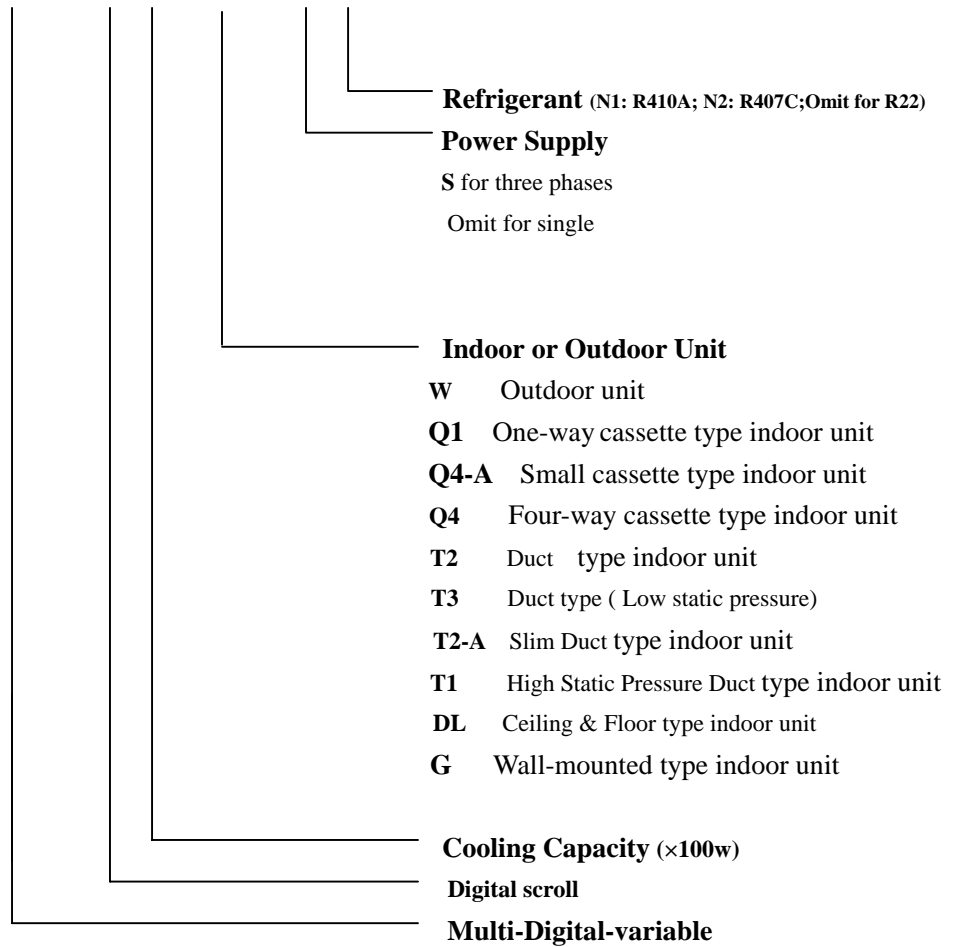 Refrigerant (N1: R410A; N2: R407C;Omit for R22)
Power Supply
S for three phases
Omit for single
Indoor or Outdoor Unit
W Outdoor unit
Q1 One-way cassette type indoor unit
Q4-A Small cassette type indoor unit
Q4 Four-way cassette type indoor unit
T2 Duct type indoor unit
T3 Duct type ( Low static pressure)
T2-A Slim Duct type indoor unit
T1 High Static Pressure Duct type indoor unit
DL Ceiling & Floor type indoor unit
G Wall-mounted type indoor unit
Cooling Capacity (×100w)
Digital scroll
Multi-Digital-variable